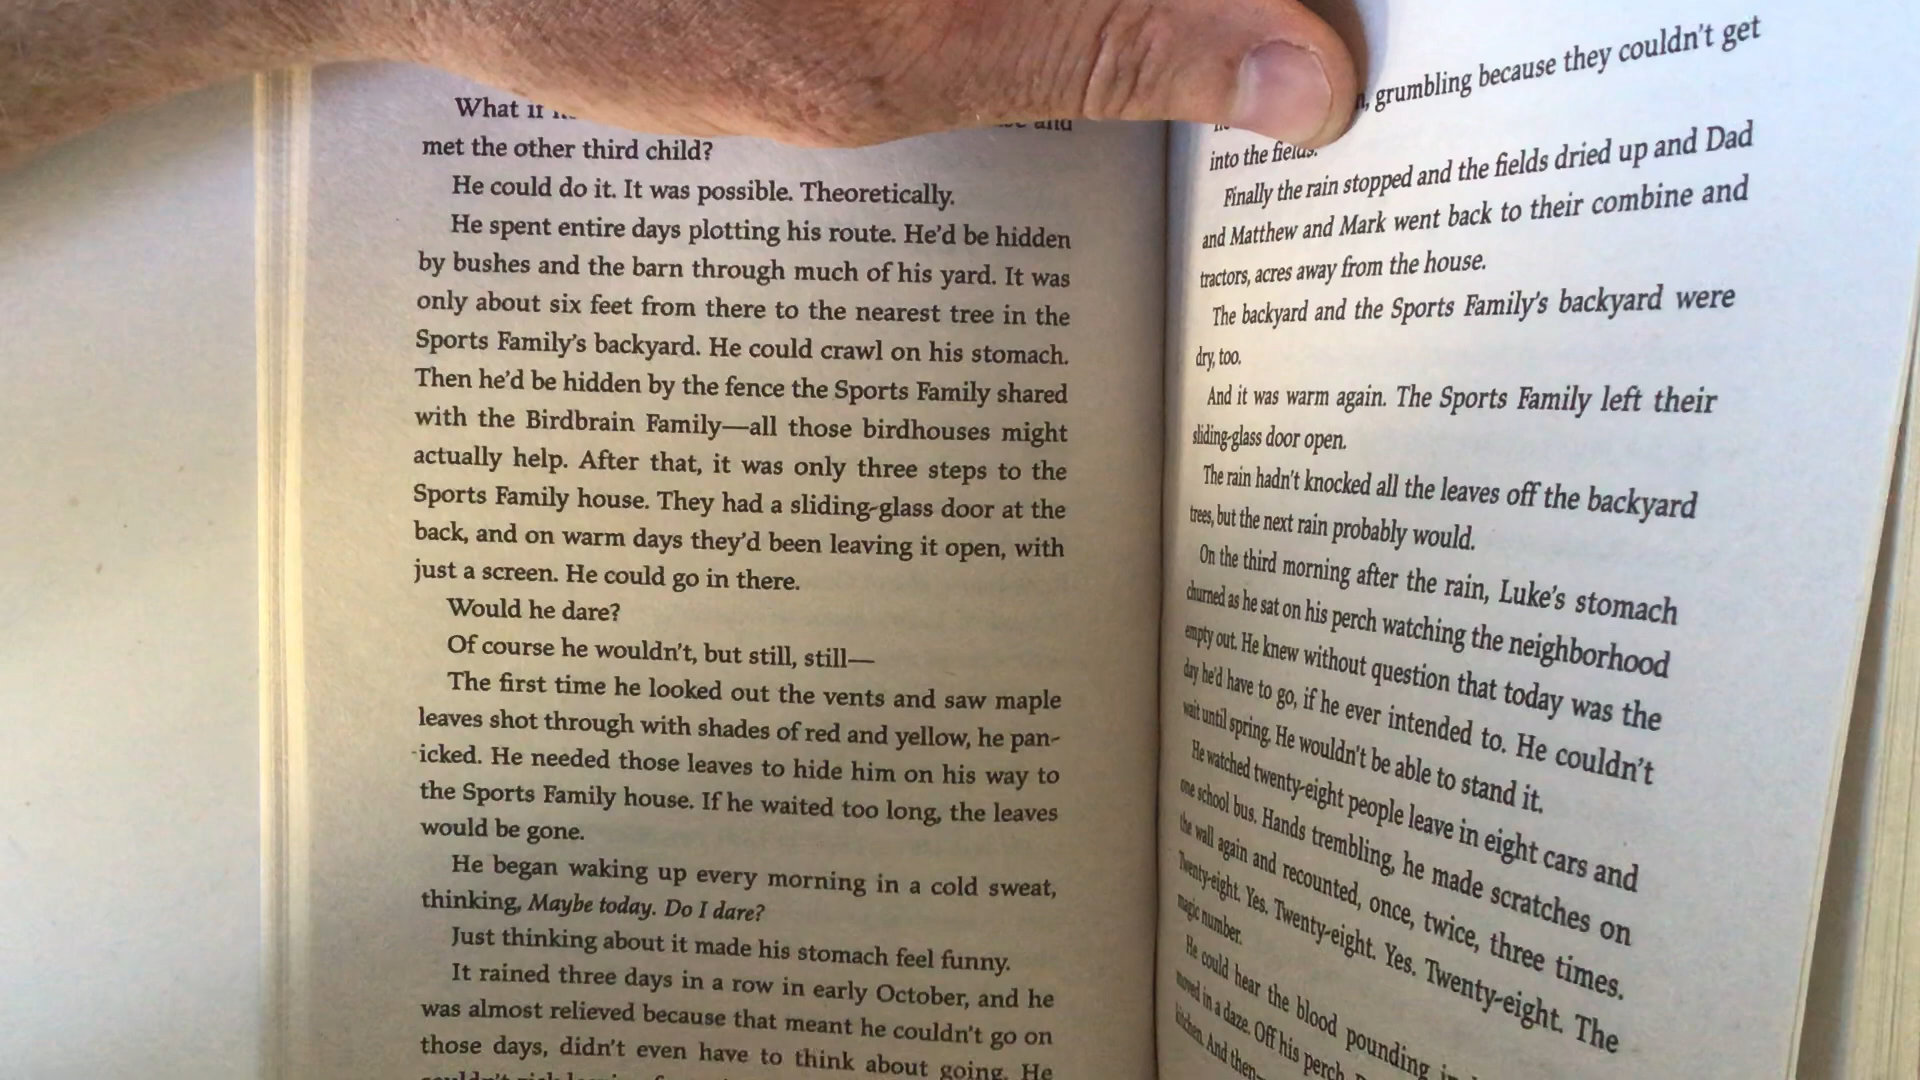 What if
and
met the other third child?
He could do it. It was possible. Theoretically.
He spent entire days plotting his route. He'd be hidden
by bushes and the barn through much of his yard. It was
only about six feet from there to the nearest tree in the
Sports Family's backyard. He could crawl on his stomach.
Then he'd be hidden by the fence the Sports Family shared
with the Birdbrain Family—all those birdhouses might
actually help. After that, it was only three steps to the
Sports Family house. They had a sliding-glass door at the
back, and on warm days they'd been leaving it open, with
just a screen. He could go in there.
Would he dare?
Of course he wouldn't, but still, still—
The first time he looked out the vents and saw maple
leaves shot through with shades of red and yellow, he pan-
icked. He needed those leaves to hide him on his way to
the Sports Family house. If he waited too long, the leaves
would be gone.
He began waking up every morning in a cold sweat,
thinking, Maybe today. Do I dare?
Just thinking about it made his stomach feel funny.
It rained three days in a row in early October, and he
was almost relieved because that meant he couldn't go on
those days, didn't even have to think about going. He
grumbling because they couldn't get
into the fields.
Finally the rain stopped and the fields dried up and Dad
and Matthew and Mark went back to their combine and
tractors, acres away from the house.
The backyard and the Sports Family's backyard were
dry, too.
And it was warm again. The Sports Family left their
sliding-glass door open.
The rain hadn't knocked all the leaves off the backyard
trees, but the next rain probably would.
On the third morning after the rain, Luke's stomach
churned as he sat on his perch watching the neighborhood
empty out. He knew without question that today was the
day he'd have to go, if he ever intended to. He couldn't
wait until spring. He wouldn't be able to stand it.
He watched twenty-eight people leave in eight cars and
one school bus. Hands trembling, he made scratches on
the wall again and recounted, once, twice, three times.
Twenty-eight. Yes. Twenty-eight. Yes. Twenty-eight. The
magic number.
He could hear the blood pounding
moved in a daze. Off his perch.
kitchen. And then—